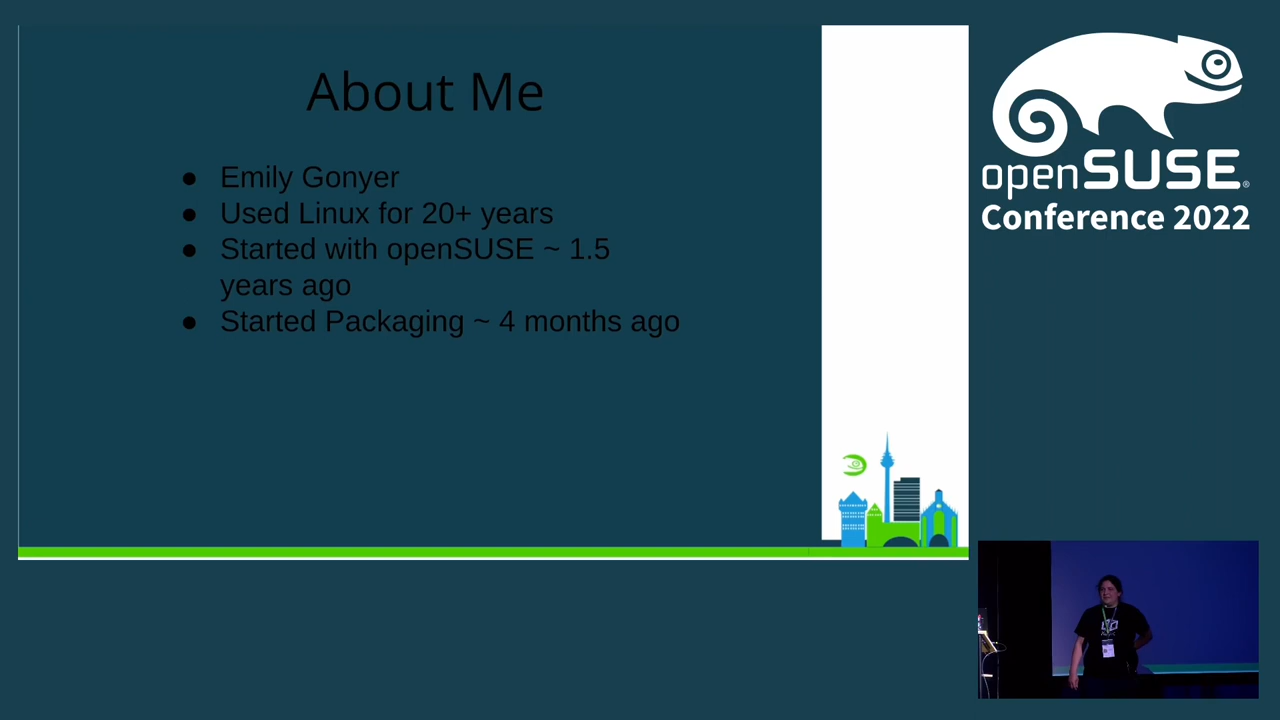 About Me
● Emily Gonyer
● Used Linux for 20+ years
● Started with openSUSE ~ 1.5
years ago
● Started Packaging ~ 4 months ago
openSUSE®
Conference 2022